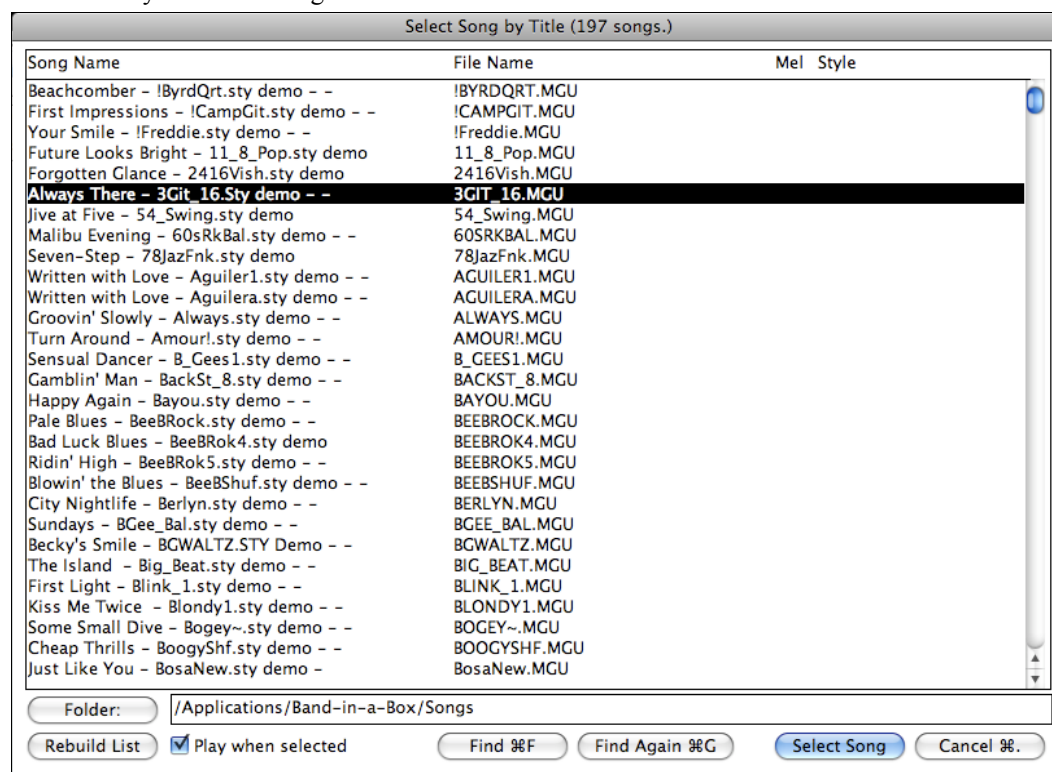 Select Song by Title (197 songs.)
Song Name File Name Mel Style
Beachcomber – !ByrdQrt.sty demo – – !BYRDQRT.MGU
First Impressions – !CampGit.sty demo – – !CAMPGIT.MGU
Your Smile – !Freddie.sty demo – – !Freddie.MGU
Future Looks Bright – 11_8_Pop.sty demo 11_8_Pop.MGU
Forgotten Glance – 2416Vish.sty demo 2416Vish.MGU
Always There – 3Git_16.Sty demo – – 3GIT_16.MGU
Jive at Five – 54_Swing.sty demo 54_Swing.MGU
Malibu Evening – 60sRkBal.sty demo – – 60SRKBAL.MGU
Seven-Step – 78JazFnk.sty demo 78JazFnk.MGU
Written with Love – Aguiler1.sty demo – – AGUILER1.MGU
Written with Love – Aguilera.sty demo – – AGUILERA.MGU
Groovin' Slowly – Always.sty demo – – ALWAYS.MGU
Turn Around – Amour!.sty demo – – AMOUR!.MGU
Sensual Dancer – B_Gees1.sty demo – – B_GEES1.MGU
Gamblin' Man – BackSt_8.sty demo – – BACKST_8.MGU
Happy Again – Bayou.sty demo – – BAYOU.MGU
Pale Blues – BeeBRock.sty demo – – BEEBROCK.MGU
Bad Luck Blues – BeeBRok4.sty demo BEEBROK4.MGU
Ridin' High – BeeBRok5.sty demo – – BEEBROK5.MGU
Blowin' the Blues – BeeBShuf.sty demo – – BEEBSHUF.MGU
City Nightlife – Berlyn.sty demo – – BERLYN.MGU
Sundays – BGee_Bal.sty demo – – BGEE_BAL.MGU
Becky's Smile – BGWALTZ.STY Demo – – BGWALTZ.MGU
The Island – Big_Beat.sty demo – – BIG_BEAT.MGU
First Light – Blink_1.sty demo – – BLINK_1.MGU
Kiss Me Twice – Blondy1.sty demo – – BLONDY1.MGU
Some Small Dive – Bogey~.sty demo – – BOGEY~.MGU
Cheap Thrills – BoogyShf.sty demo – – BOOGYSHF.MGU
Just Like You – BosaNew.sty demo – BosaNew.MGU
Folder: /Applications/Band-in-a-Box/Songs
Rebuild List Play when selected Find ⌘F Find Again ⌘G Select Song Cancel ⌘.